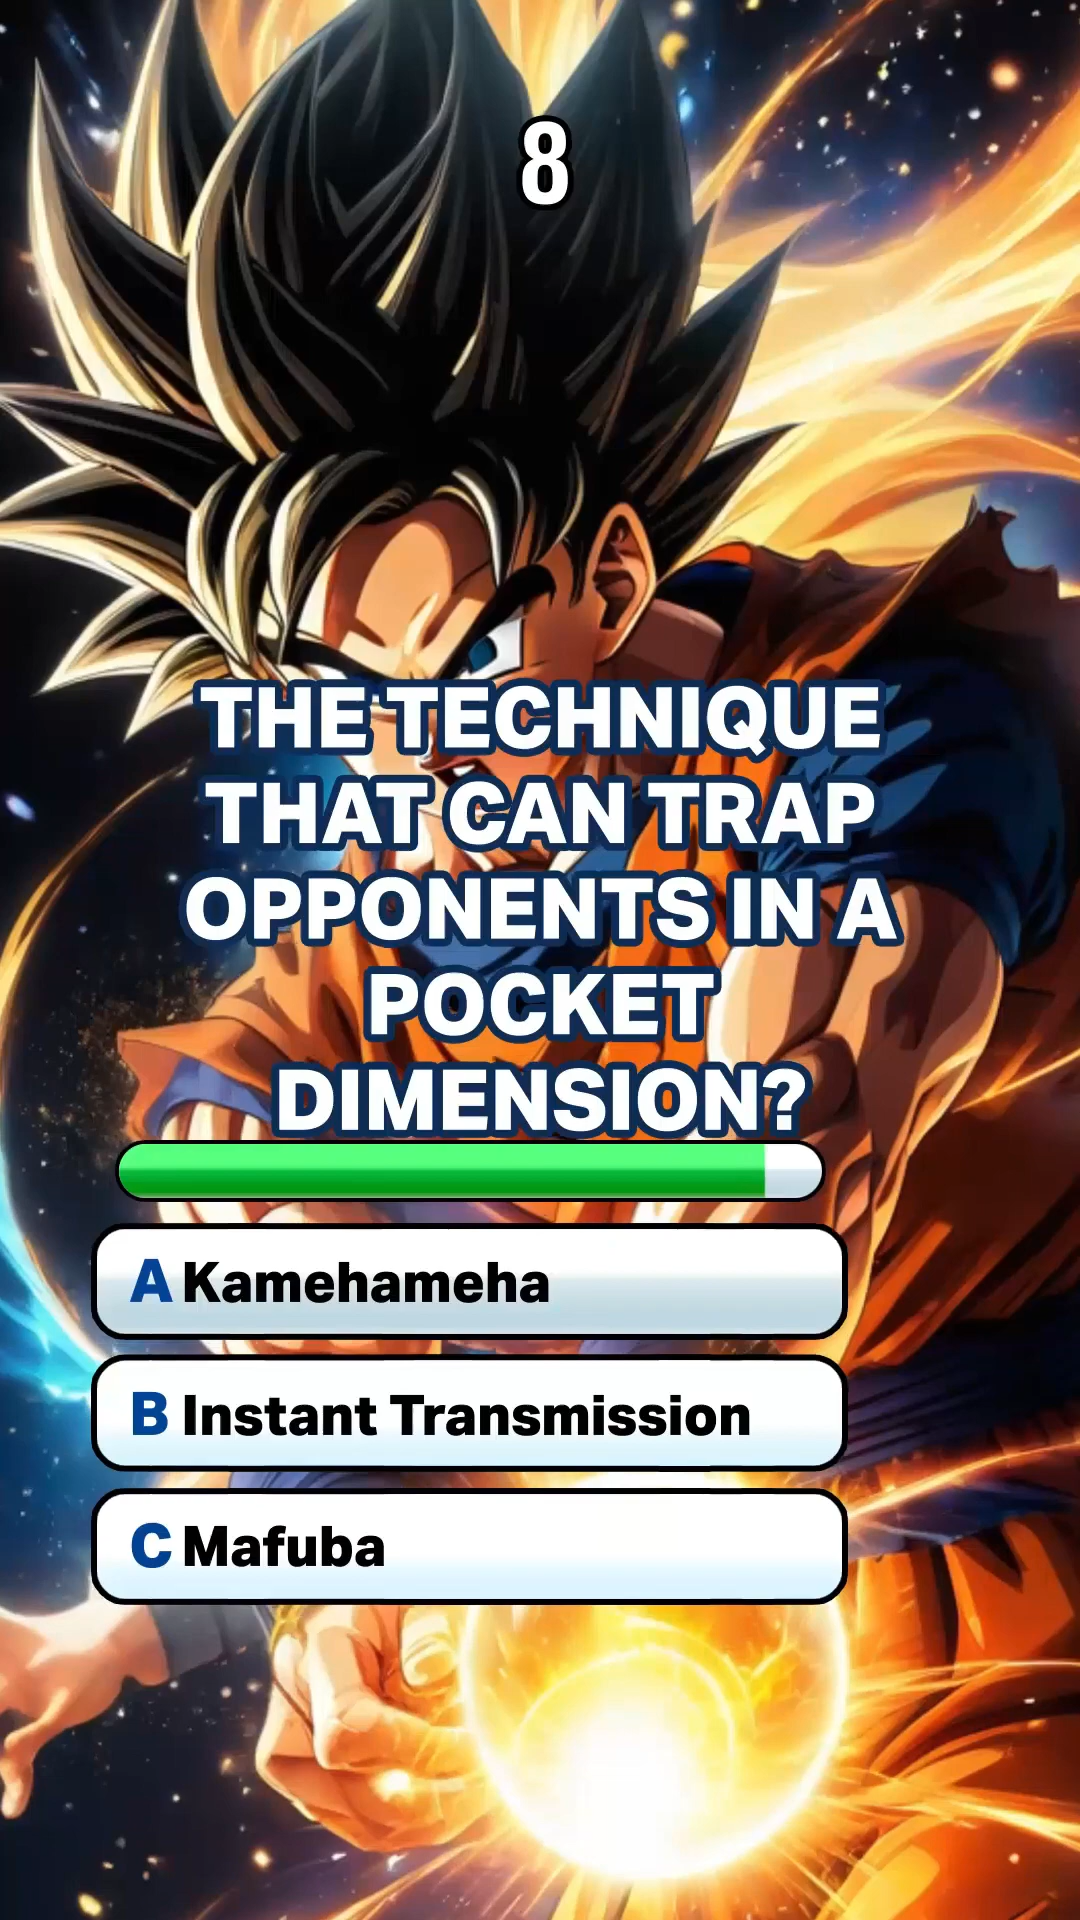 8
THE TECHNIQUE
THAT CAN TRAP
OPPONENTS IN A
POCKET
DIMENSION?
A Kamehameha
B Instant Transmission
C Mafuba